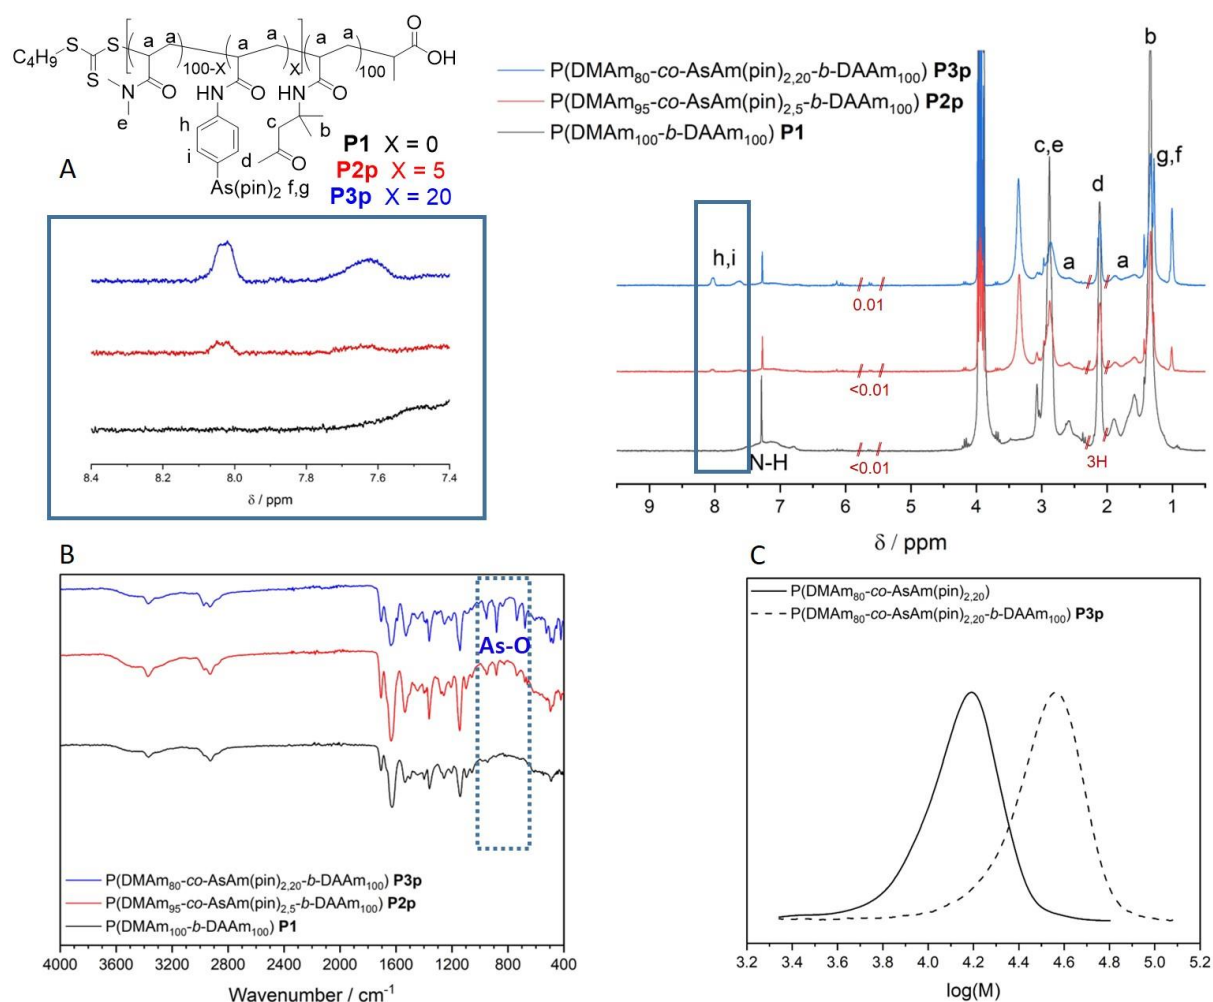 a a a a a a
O
S S
C4H9 S 100-X X 100 OH
S
N O HN O HN O
e
h c b
i d O
P1 X = 0
P2p X = 5
P3p X = 20
As(pin)2 f,g
A
8.4 8.2 8.0 7.8 7.6 7.4
δ / ppm
P(DMAm80-co-AsAm(pin)2,20-b-DAAm100) P3p
P(DMAm95-co-AsAm(pin)2,5-b-DAAm100) P2p
P(DMAm100-b-DAAm100) P1
b
c,e
g,f
d
h,i
a a
0.01
<0.01
<0.01
N-H
3H
9 8 7 6 5 4 3 2 1
δ / ppm
B
As-O
P(DMAm80-co-AsAm(pin)2,20-b-DAAm100) P3p
P(DMAm95-co-AsAm(pin)2,5-b-DAAm100) P2p
P(DMAm100-b-DAAm100) P1
4000 3600 3200 2800 2400 2000 1600 1200 800 400
Wavenumber / cm-1
C
P(DMAm80-co-AsAm(pin)2,20)
P(DMAm80-co-AsAm(pin)2,20-b-DAAm100) P3p
3.2 3.4 3.6 3.8 4.0 4.2 4.4 4.6 4.8 5.0 5.2
log(M)